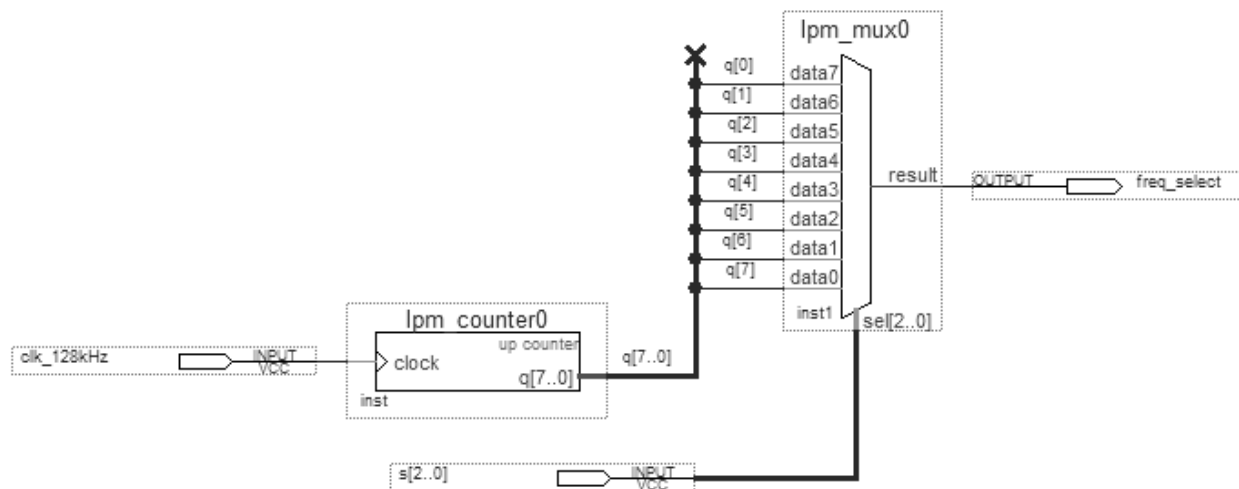 lpm_mux0
q[0] data7
q[1] data6
q[2] data5
q[3] data4
q[4] data3
q[5] data2
q[6] data1
q[7] data0
result
OUTPUT freq_select
inst1
sel[2..0]
lpm_counter0
up counter
clk_128kHz INPUT
VCC
clock
q[7..0]
q[7..0]
inst
s[2..0] INPUT
VCC